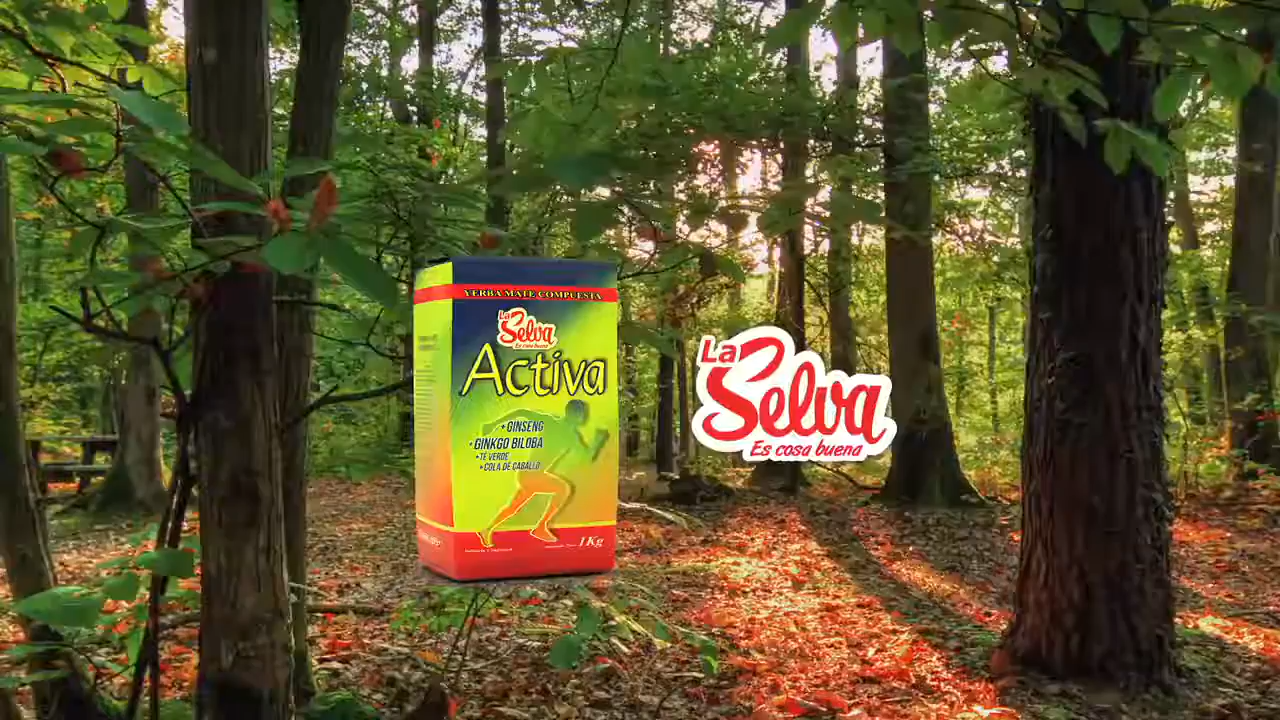 YERBA MATE COMPUESTA
La
Selva
Es cosa buena
Activa
+ GINSENG
+ GINKGO BILOBA
+ TÉ VERDE
+ COLA DE CABALLO
1Kg
La
Selva
Es cosa buena